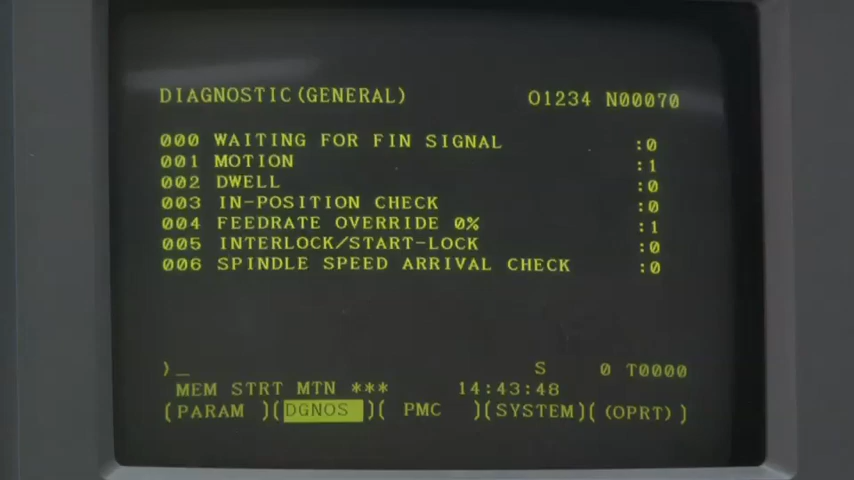 DIAGNOSTIC(GENERAL) O1234 N00070
000 WAITING FOR FIN SIGNAL :0
001 MOTION :1
002 DWELL :0
003 IN-POSITION CHECK :0
004 FEEDRATE OVERRIDE 0% :1
005 INTERLOCK/START-LOCK :0
006 SPINDLE SPEED ARRIVAL CHECK :0
)_ S 0 T0000
MEM STRT MTN *** 14:43:48
(PARAM )(DGNOS )( PMC )(SYSTEM)((OPRT))